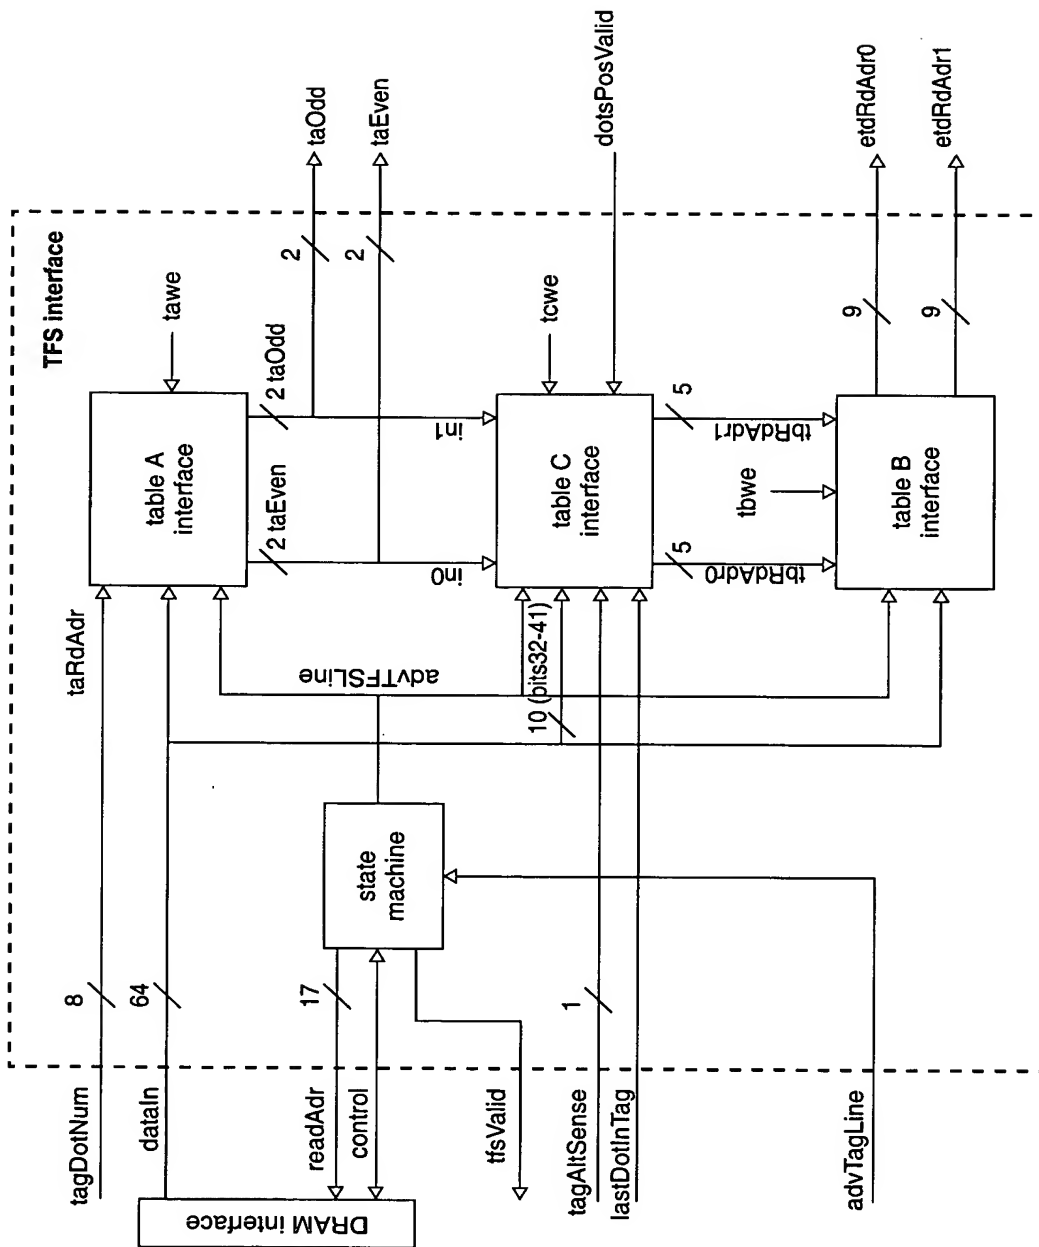 TFS interface
tagDotNum
8
taRdAdr
dataIn
64
DRAM interface
table A
interface
tawe
2 taEven
2 taOdd
2
taOdd
2
taEven
readAdr
17
control
state
machine
tfsValid
advTFSLine
10 (bits32-41)
in0
in1
table C
interface
tcwe
dotsPosValid
tagAltSense
1
lastDotInTag
5
tbRdAdr0
5
tbRdAdr1
tbwe
table B
interface
9
etdRdAdr0
9
etdRdAdr1
advTagLine